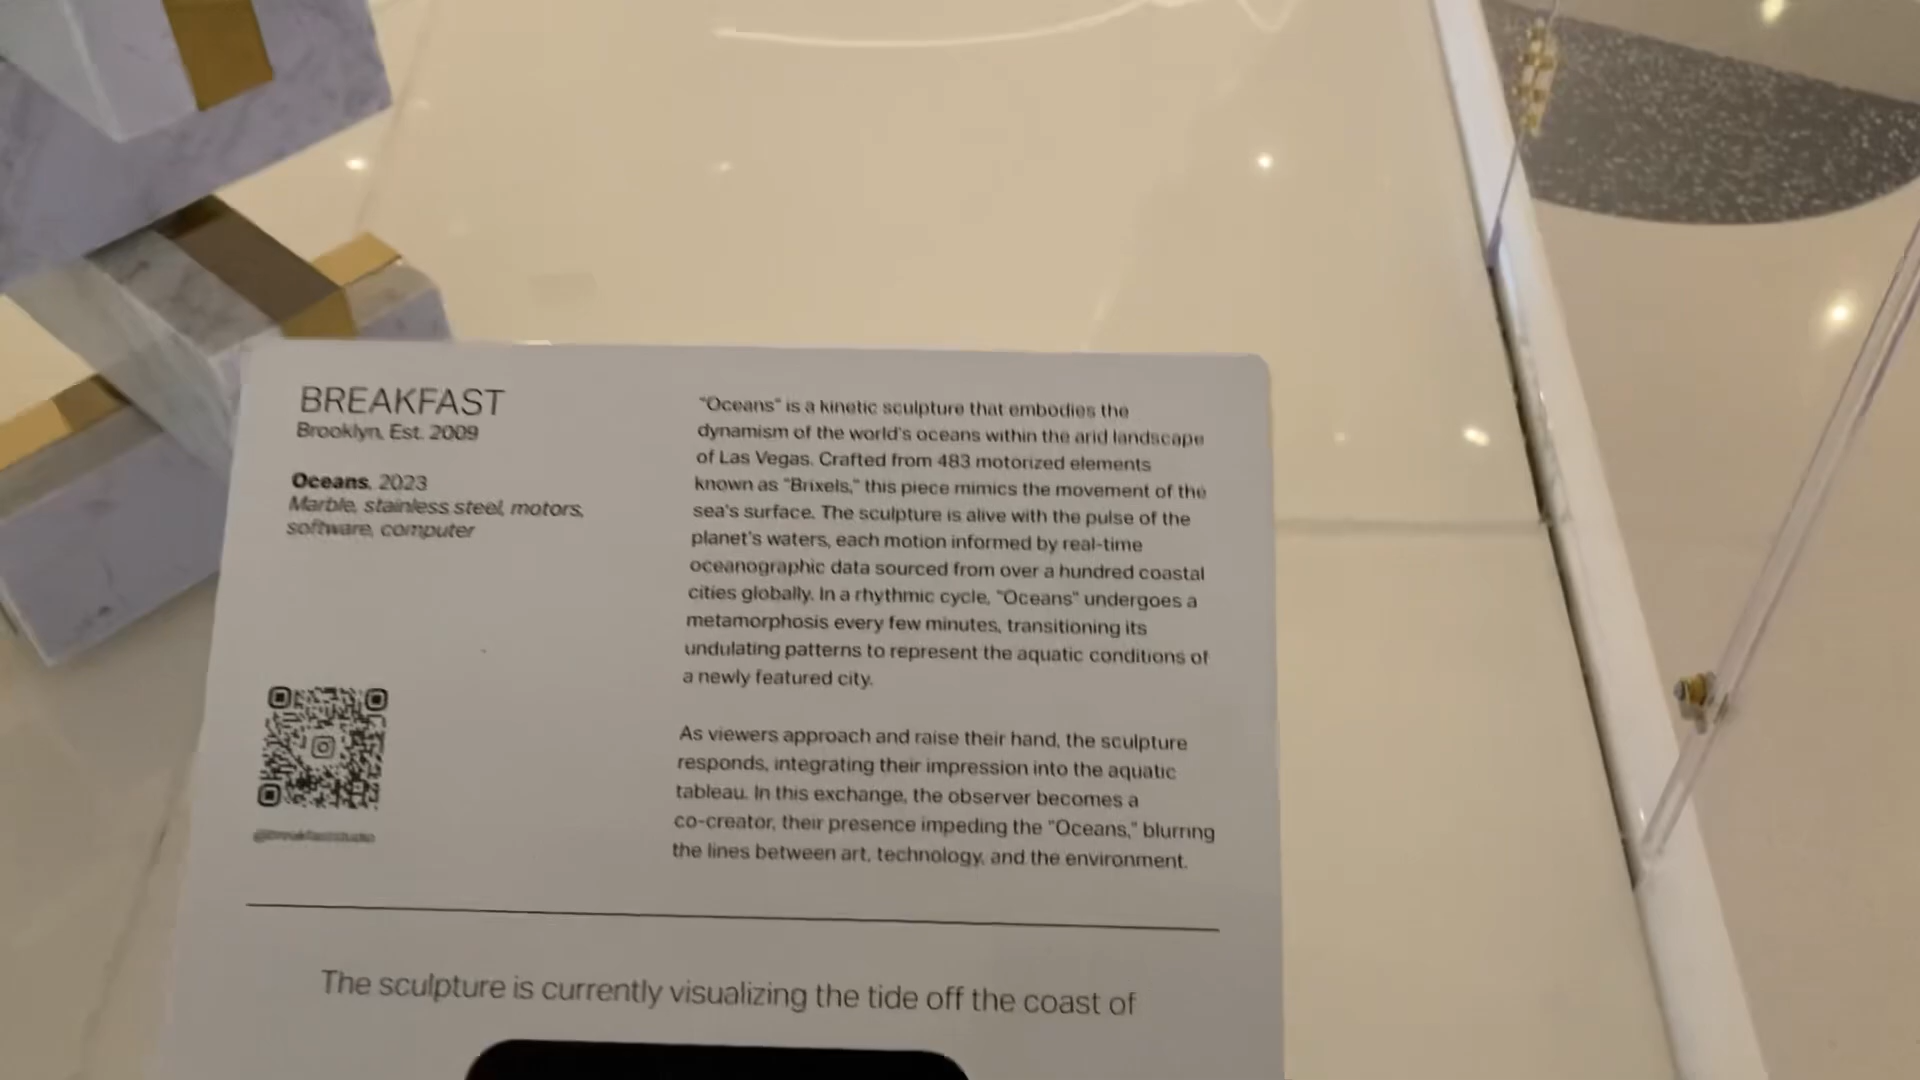 BREAKFAST
Brooklyn, Est. 2009
Oceans, 2023
Marble, stainless steel, motors,
software, computer
@breakfaststudio
"Oceans" is a kinetic sculpture that embodies the
dynamism of the world's oceans within the arid landscape
of Las Vegas. Crafted from 483 motorized elements
known as "Brixels," this piece mimics the movement of the
sea's surface. The sculpture is alive with the pulse of the
planet's waters, each motion informed by real-time
oceanographic data sourced from over a hundred coastal
cities globally. In a rhythmic cycle, "Oceans" undergoes a
metamorphosis every few minutes, transitioning its
undulating patterns to represent the aquatic conditions of
a newly featured city.
As viewers approach and raise their hand, the sculpture
responds, integrating their impression into the aquatic
tableau. In this exchange, the observer becomes a
co-creator, their presence impeding the "Oceans," blurring
the lines between art, technology, and the environment.
The sculpture is currently visualizing the tide off the coast of